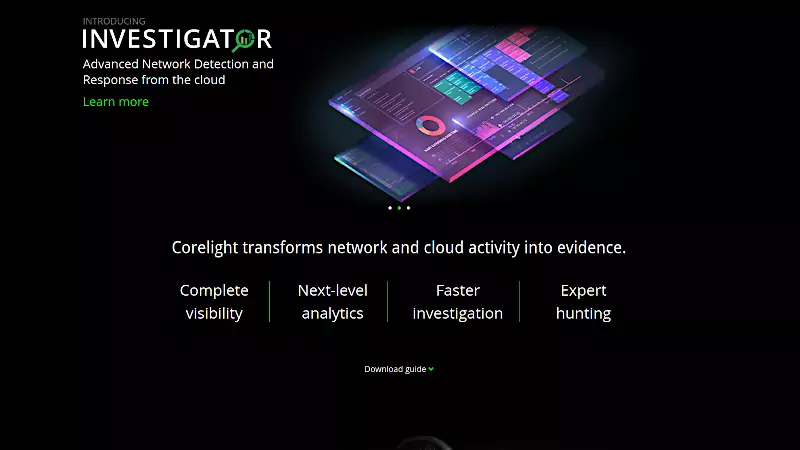 INTRODUCING
INVESTIGATOR
Advanced Network Detection and
Response from the cloud
Learn more
Corelight transforms network and cloud activity into evidence.
Complete
visibility
Next-level
analytics
Faster
investigation
Expert
hunting
Download guide